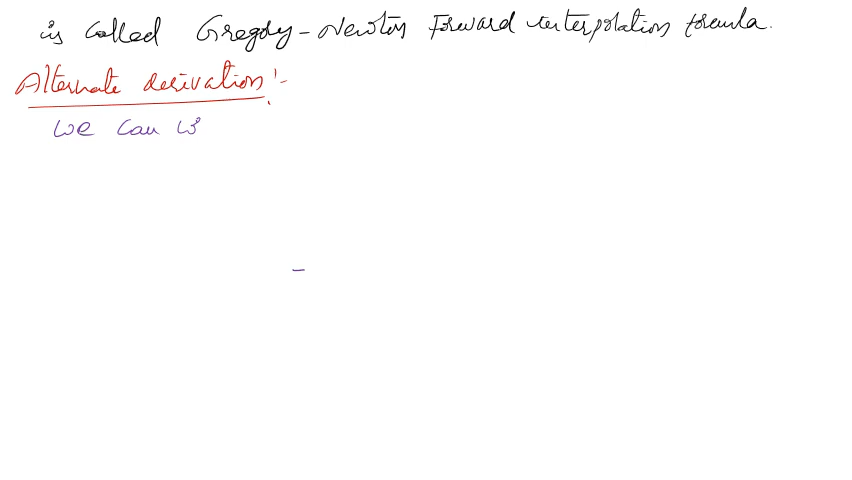 is called Gregory-Newton Forward interpolation formula.
Alternate derivation:-
we can w